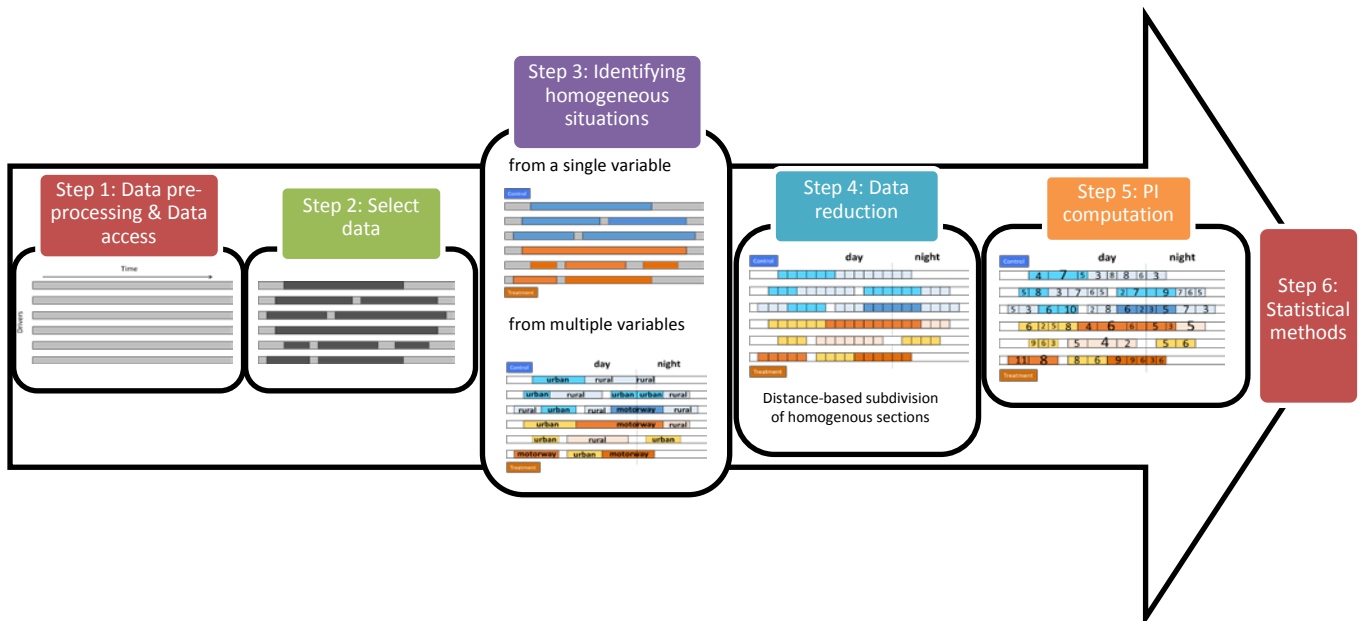 Step 1: Data pre-
processing & Data
access
Time
Drivers
Step 2: Select
data
Step 3: Identifying
homogeneous
situations
from a single variable
Control
Treatment
from multiple variables
day night
Control
urban rural rural
urban rural urban urban rural
rural urban rural motorway rural
urban motorway rural
urban rural urban
motorway urban motorway
Treatment
Step 4: Data
reduction
day night
Control
Treatment
Distance-based subdivision
of homogenous sections
Step 5: PI
computation
day night
Control
4 7 5 3 8 8 6 3
5 8 3 7 6 5 2 7 9 7 6 5
5 3 6 10 2 8 6 2 3 5 7 3
6 2 5 8 4 6 6 5 3 5
9 6 3 5 4 2 5 6
11 8 8 6 9 9 6 3 6
Treatment
Step 6:
Statistical
methods